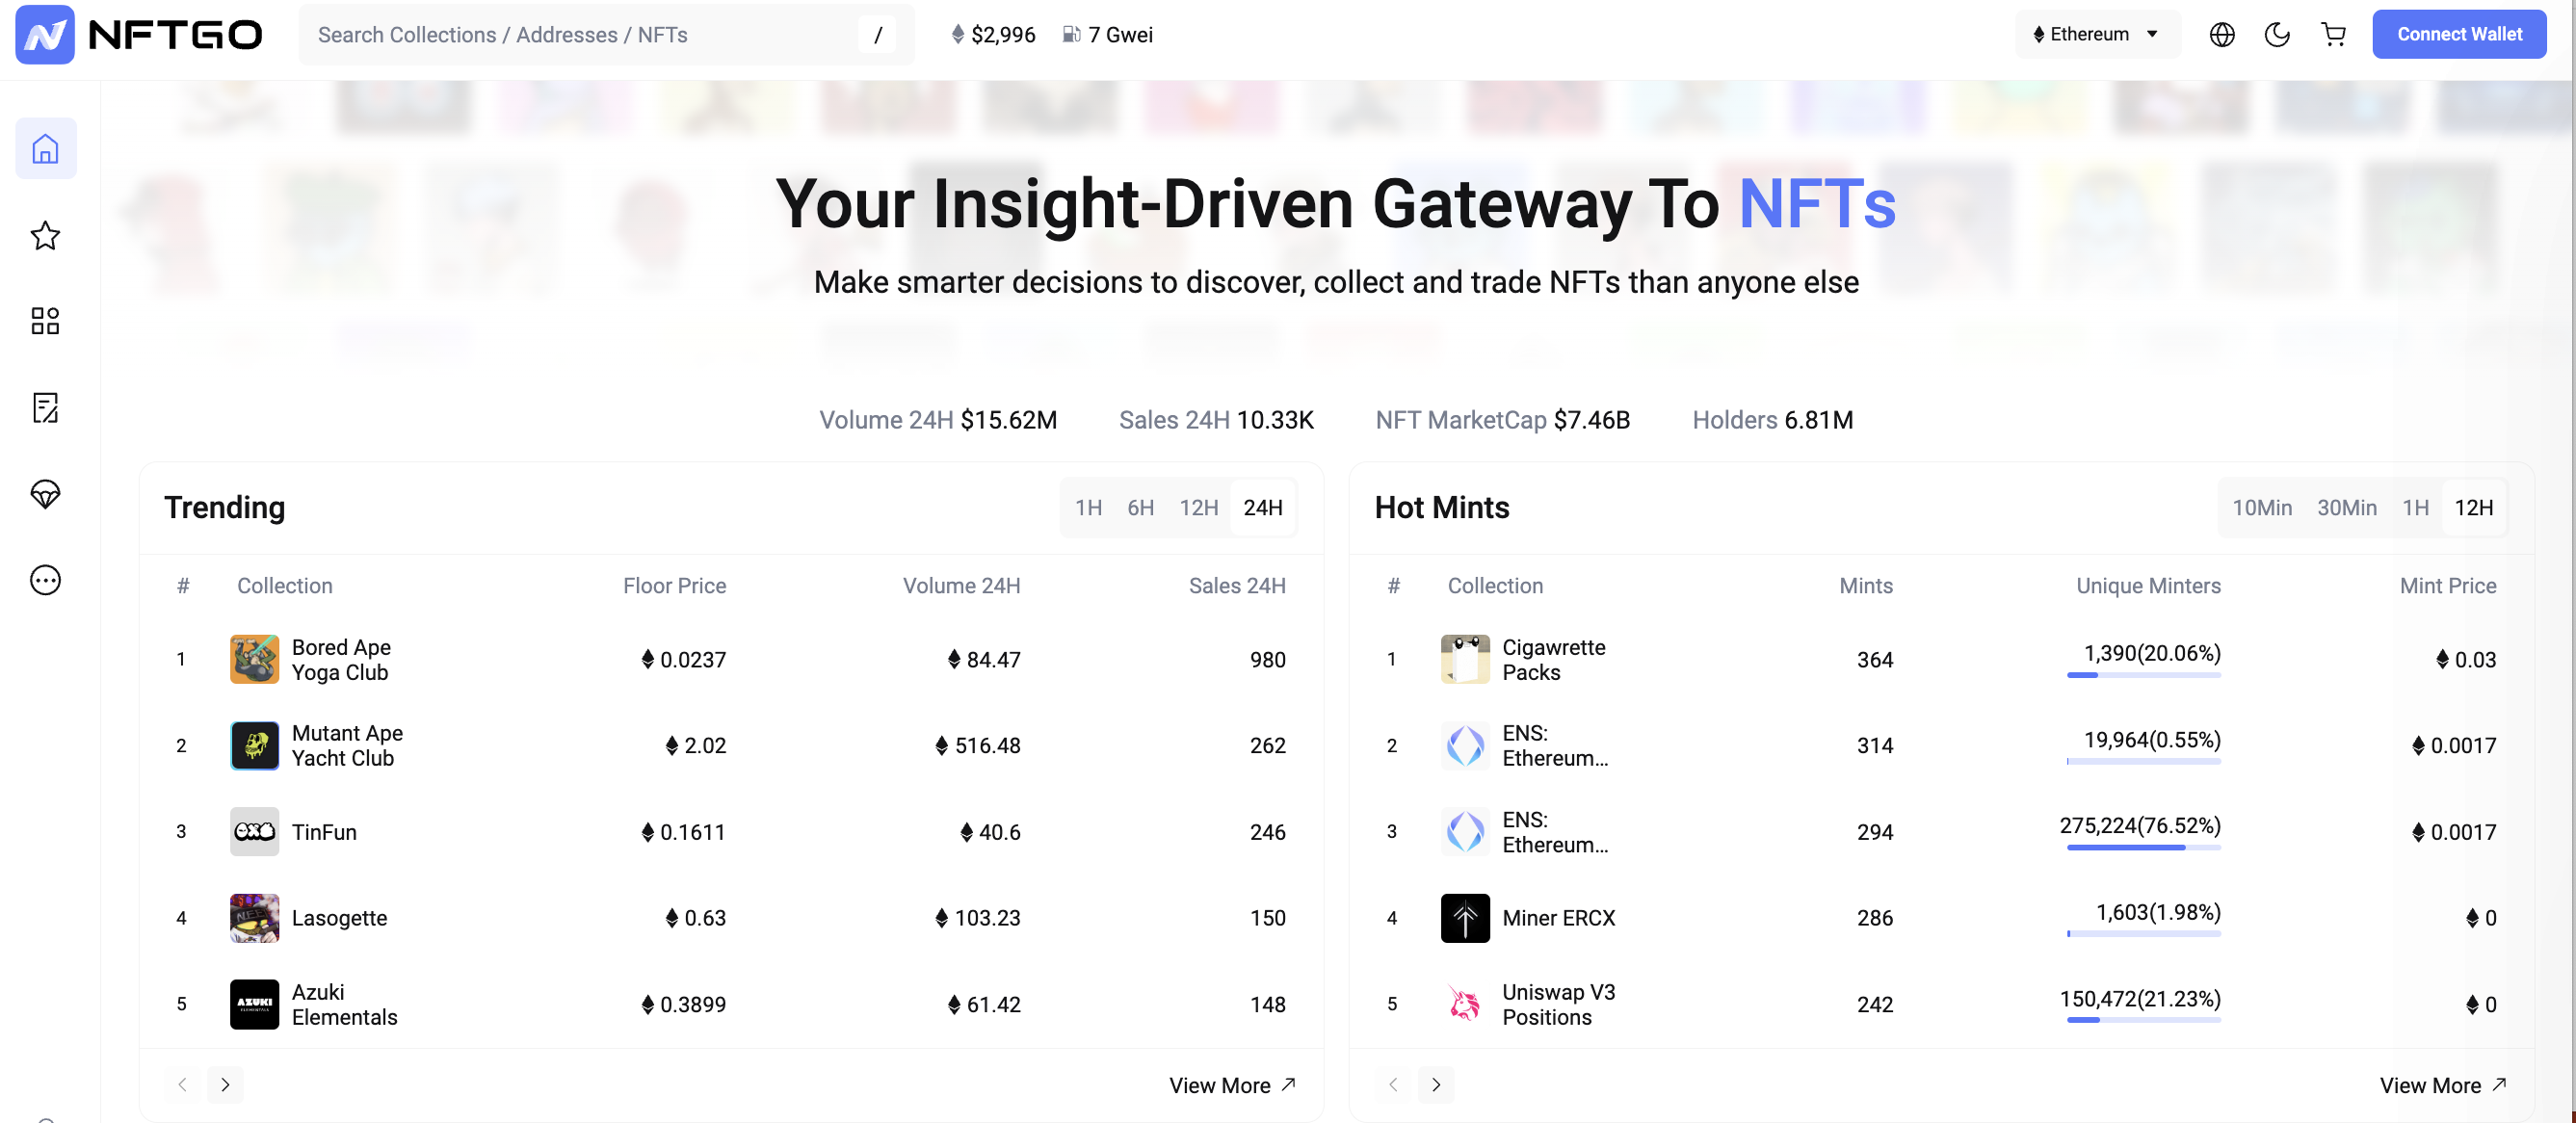 NFTGO
Search Collections / Addresses / NFTs
/
$2,996
7 Gwei
Ethereum
Connect Wallet
Your Insight-Driven Gateway To NFTs
Make smarter decisions to discover, collect and trade NFTs than anyone else
Volume 24H $15.62M
Sales 24H 10.33K
NFT MarketCap $7.46B
Holders 6.81M
Trending
1H 6H 12H 24H
# Collection Floor Price Volume 24H Sales 24H
1 Bored Ape Yoga Club 0.0237 84.47 980
2 Mutant Ape Yacht Club 2.02 516.48 262
3 TinFun 0.1611 40.6 246
4 Lasogette 0.63 103.23 150
5 AZUKI ELEMENTALS Azuki Elementals 0.3899 61.42 148
View More
Hot Mints
10Min 30Min 1H 12H
# Collection Mints Unique Minters Mint Price
1 Cigawrette Packs 364 1,390(20.06%) 0.03
2 ENS: Ethereum... 314 19,964(0.55%) 0.0017
3 ENS: Ethereum... 294 275,224(76.52%) 0.0017
4 Miner ERCX 286 1,603(1.98%) 0
5 Uniswap V3 Positions 242 150,472(21.23%) 0
View More